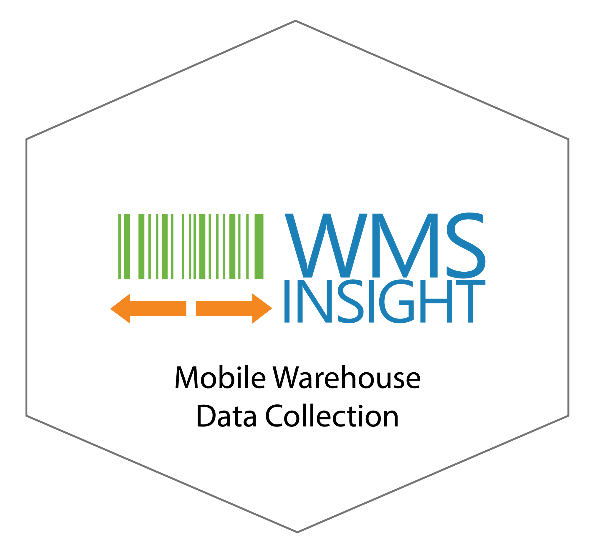 WMS
INSIGHT
Mobile Warehouse
Data Collection